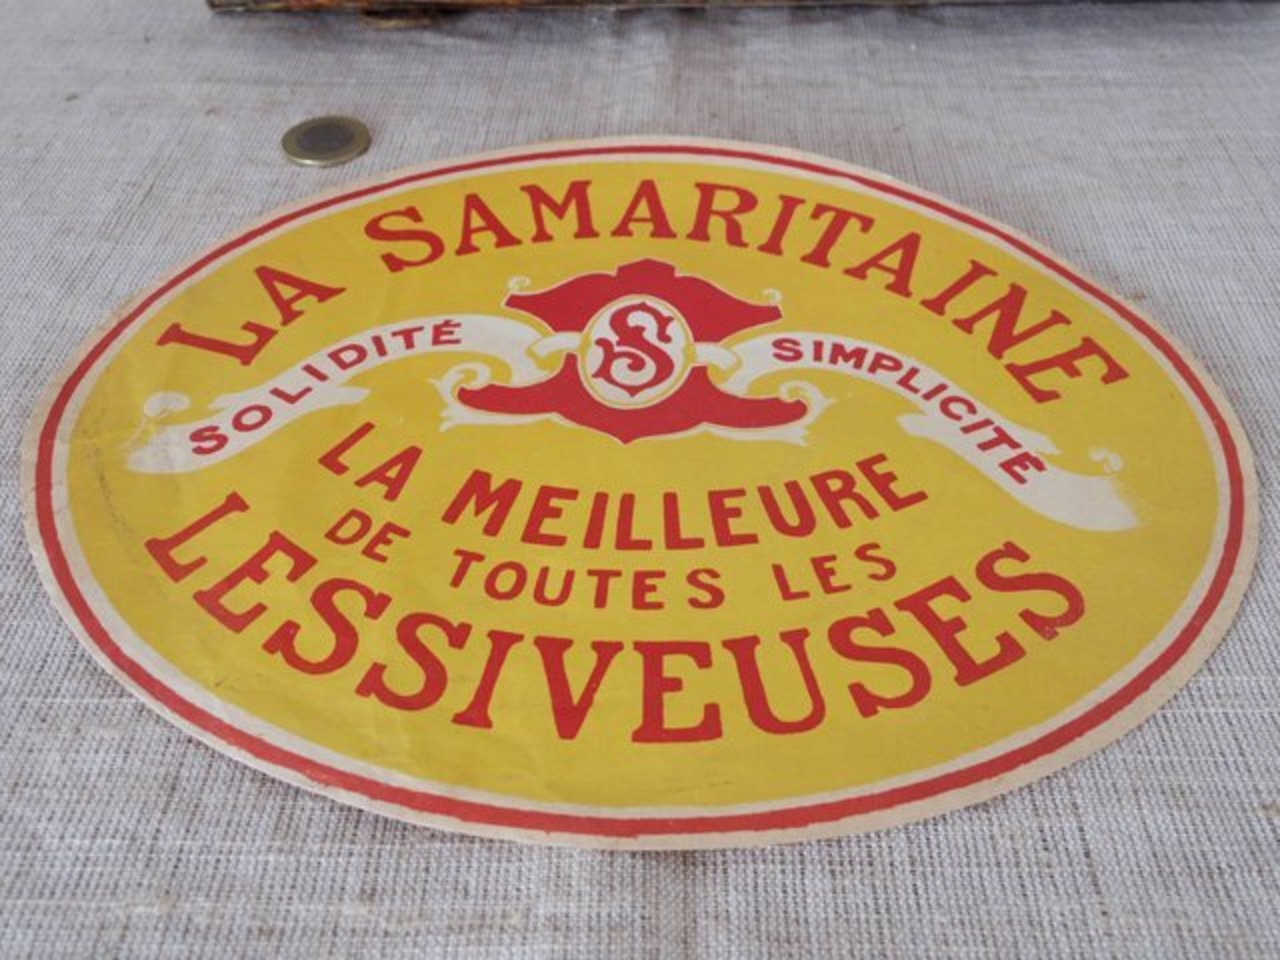 LA SAMARITAINE
SOLIDITÉ
S
SIMPLICITÉ
LA MEILLEURE
DE TOUTES LES
LESSIVEUSES